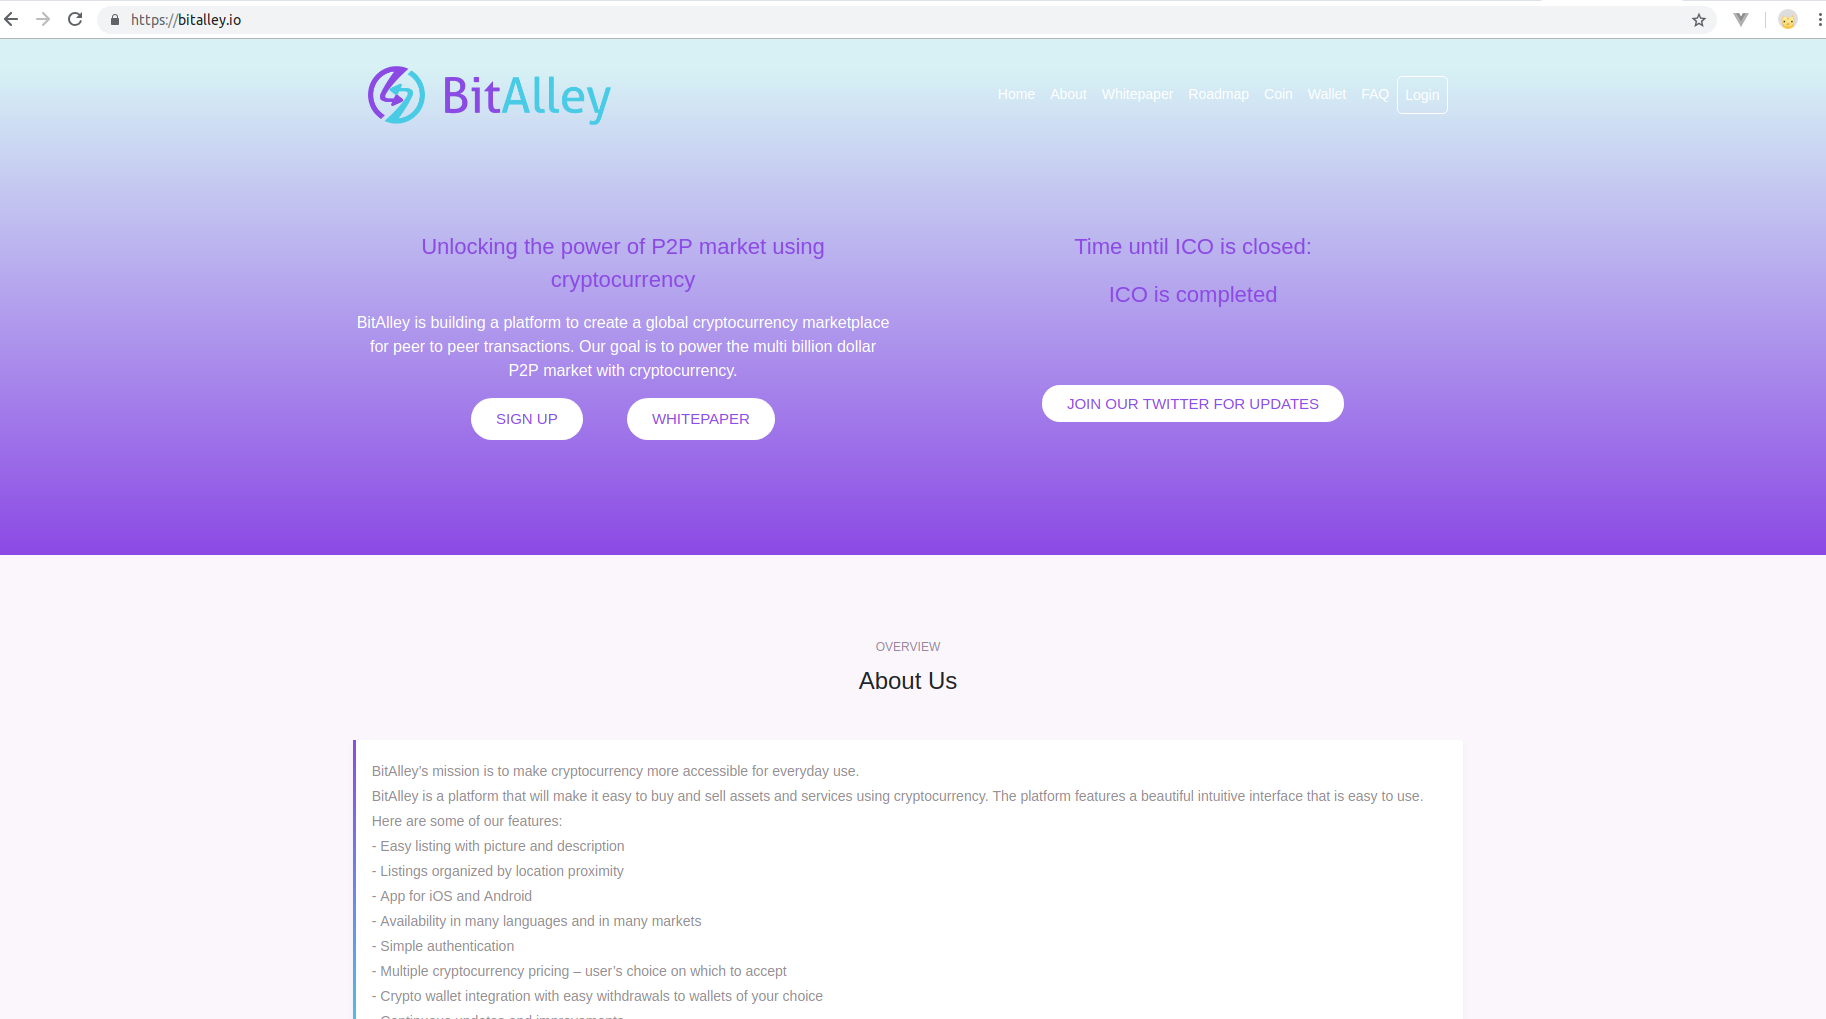 https://bitalley.io
BitAlley
Home About Whitepaper Roadmap Coin Wallet FAQ Login
Unlocking the power of P2P market using
cryptocurrency
BitAlley is building a platform to create a global cryptocurrency marketplace
for peer to peer transactions. Our goal is to power the multi billion dollar
P2P market with cryptocurrency.
SIGN UP WHITEPAPER
Time until ICO is closed:
ICO is completed
JOIN OUR TWITTER FOR UPDATES
OVERVIEW
About Us
BitAlley’s mission is to make cryptocurrency more accessible for everyday use.
BitAlley is a platform that will make it easy to buy and sell assets and services using cryptocurrency. The platform features a beautiful intuitive interface that is easy to use.
Here are some of our features:
- Easy listing with picture and description
- Listings organized by location proximity
- App for iOS and Android
- Availability in many languages and in many markets
- Simple authentication
- Multiple cryptocurrency pricing – user’s choice on which to accept
- Crypto wallet integration with easy withdrawals to wallets of your choice
- Continuous updates and improvements